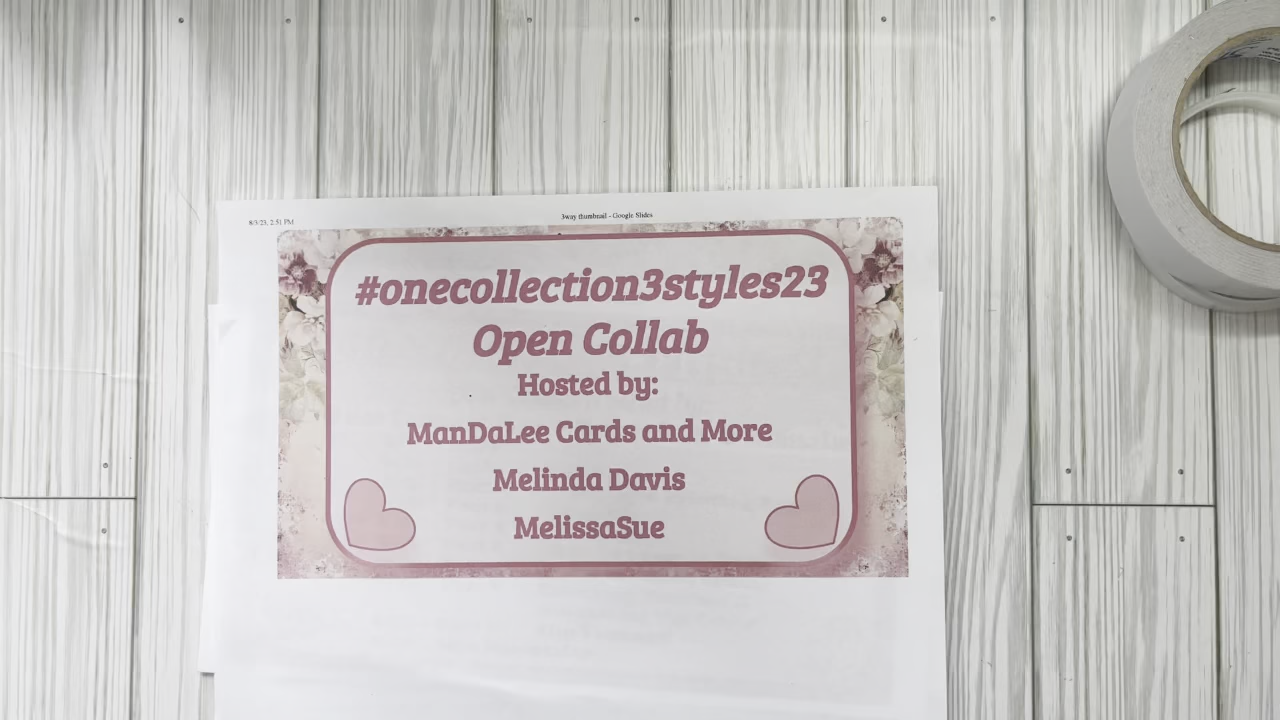 8/3/23, 2:51 PM
3way thumbnail - Google Slides
#onecollection3styles23
Open Collab
Hosted by:
ManDaLee Cards and More
Melinda Davis
MelissaSue